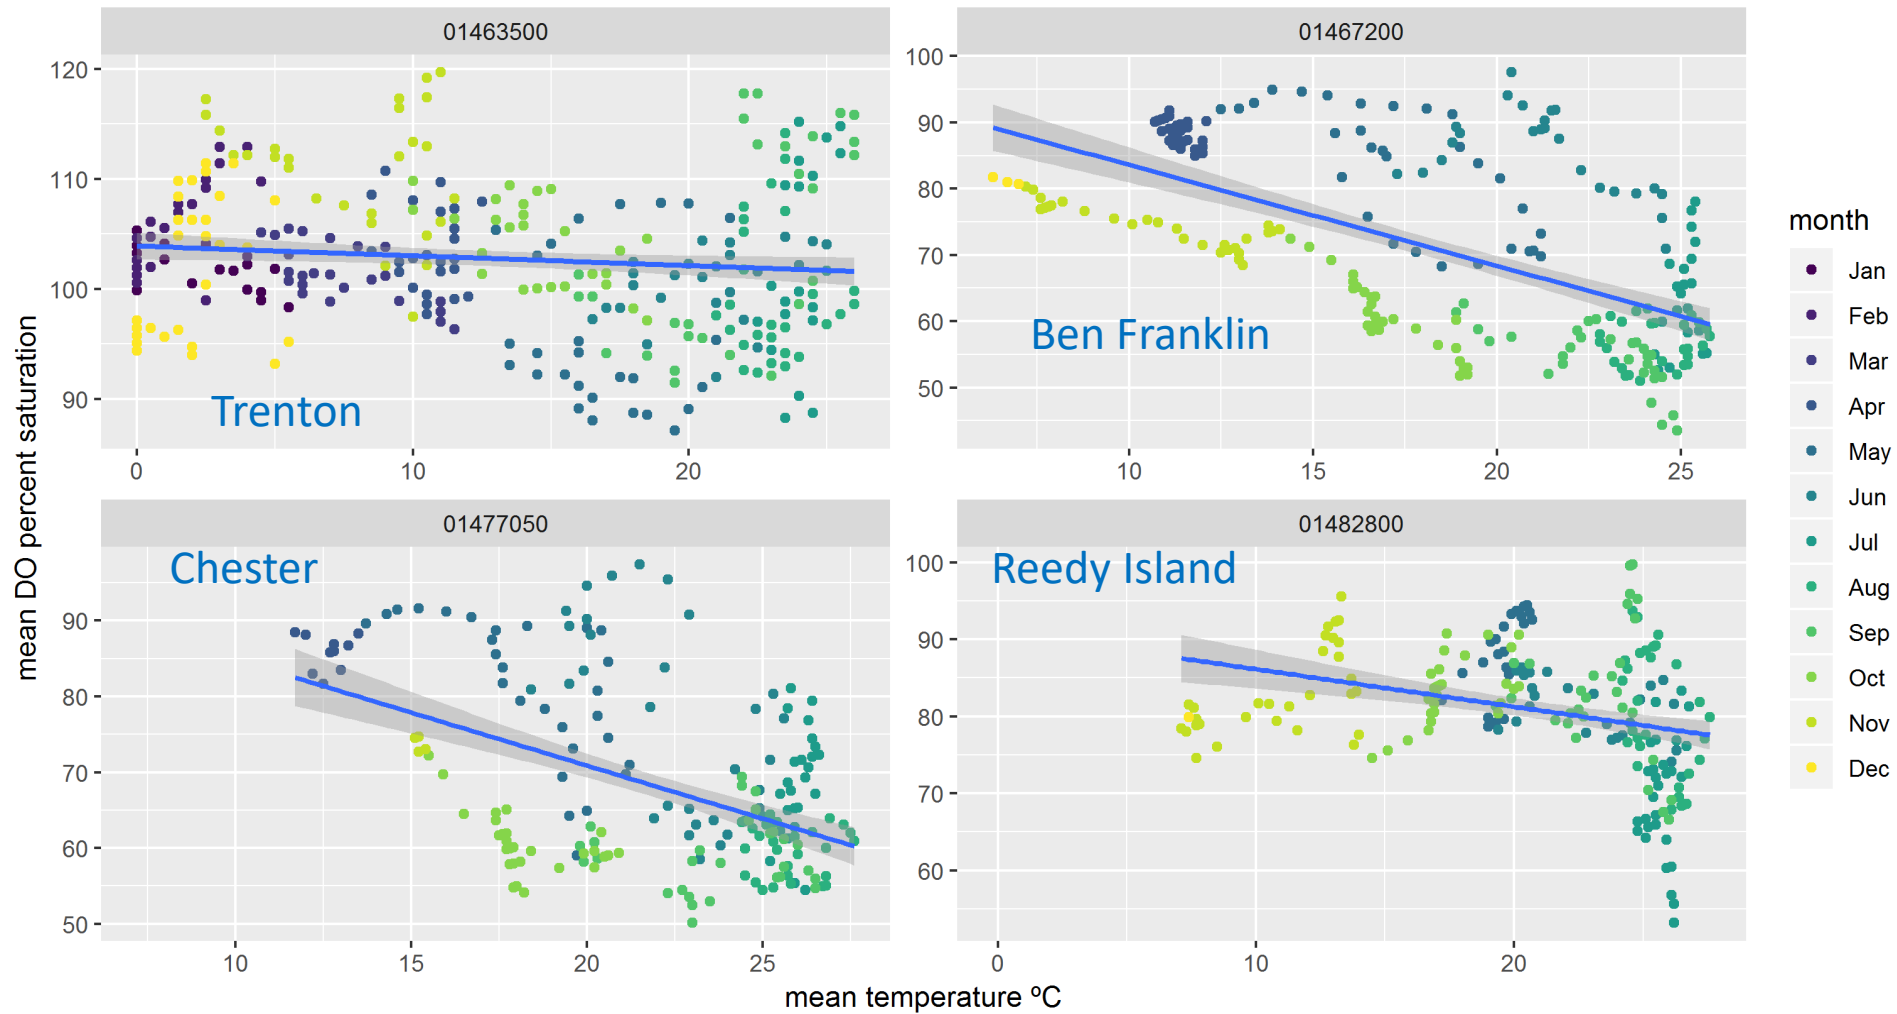 01463500
01467200
120
110
100
90
Trenton
0
10
20
100
90
80
70
60
50
Ben Franklin
10
15
20
25
01477050
01482800
Chester
90
80
70
60
50
10
15
20
25
Reedy Island
100
90
80
70
60
0
10
20
mean DO percent saturation
mean temperature ºC
month
Jan
Feb
Mar
Apr
May
Jun
Jul
Aug
Sep
Oct
Nov
Dec